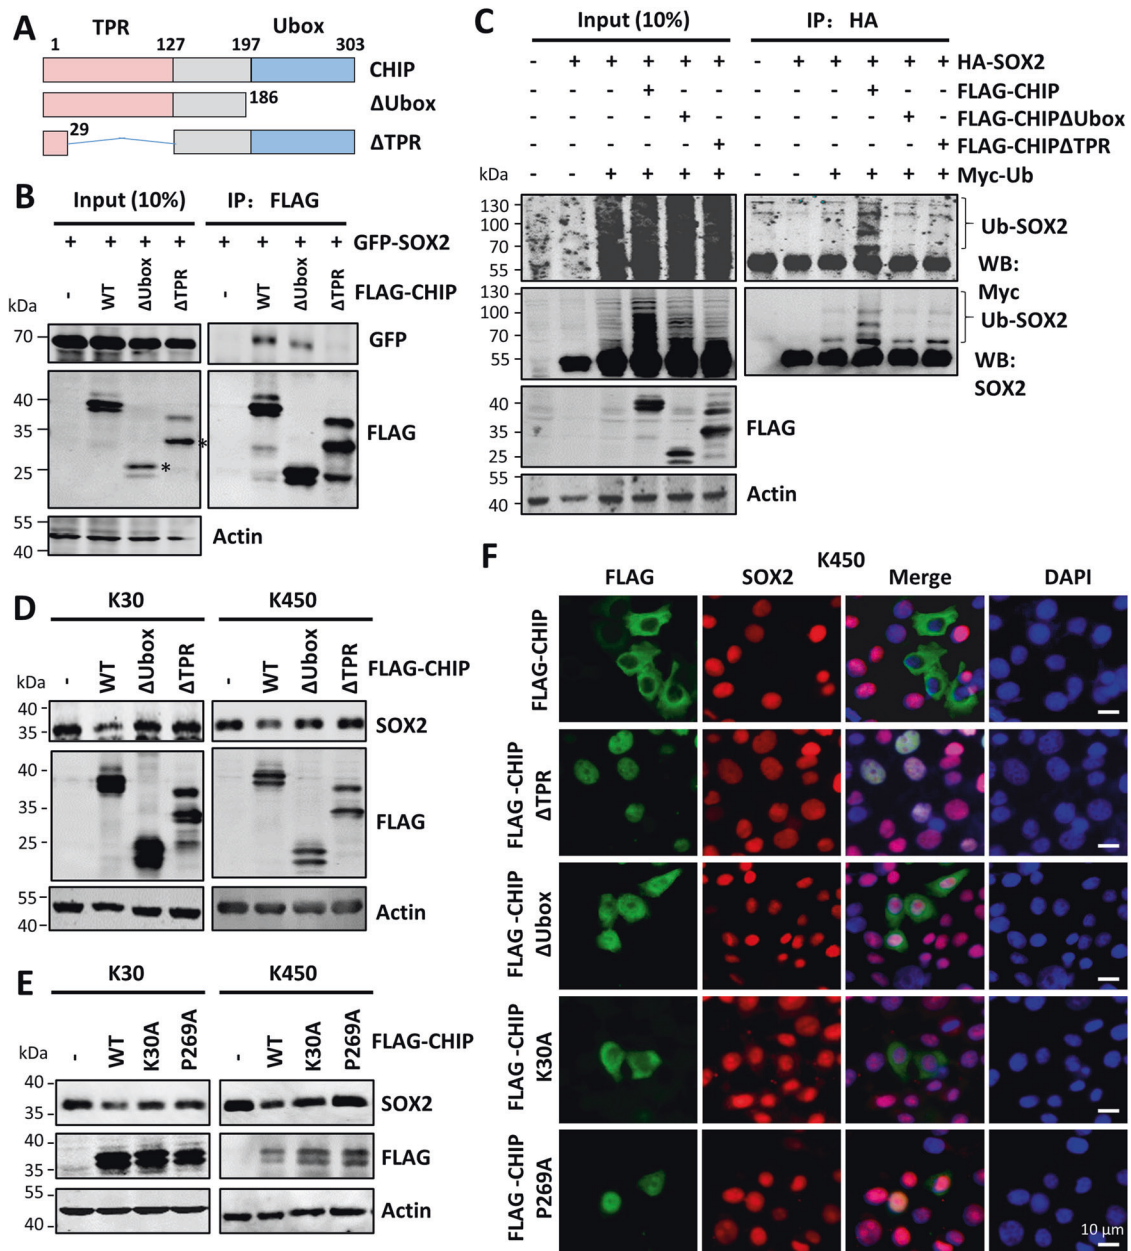 A
TPR
Ubox
1 127 197 303
CHIP
186
ΔUbox
29
ΔTPR
B
Input (10%) IP: FLAG
+ + + + + + + + GFP-SOX2
- WT ΔUbox ΔTPR - WT ΔUbox ΔTPR FLAG-CHIP
kDa
70 GFP
40
35
25
FLAG
*
*
55
40
Actin
C
Input (10%) IP: HA
- + + + + + - + + + + + HA-SOX2
- - - + - - - - - + - - FLAG-CHIP
- - - - + - - - - - + - FLAG-CHIPΔUbox
- - - - - + - - - - - + FLAG-CHIPΔTPR
- - + + + + - - + + + + Myc-Ub
kDa
130
100
70
55
Ub-SOX2
WB:
Myc
130
100
70
55
Ub-SOX2
WB:
SOX2
40
35
25
FLAG
55
40
Actin
D
K30 K450
- WT ΔUbox ΔTPR - WT ΔUbox ΔTPR FLAG-CHIP
kDa
40
35
SOX2
40
35
25
FLAG
55
40
Actin
E
K30 K450
- WT K30A P269A - WT K30A P269A FLAG-CHIP
kDa
40
35
SOX2
40
35
FLAG
55
40
Actin
F
K450
FLAG SOX2 Merge DAPI
FLAG-CHIP
FLAG -CHIP
ΔTPR
FLAG -CHIP
ΔUbox
FLAG -CHIP
K30A
FLAG -CHIP
P269A
10 µm